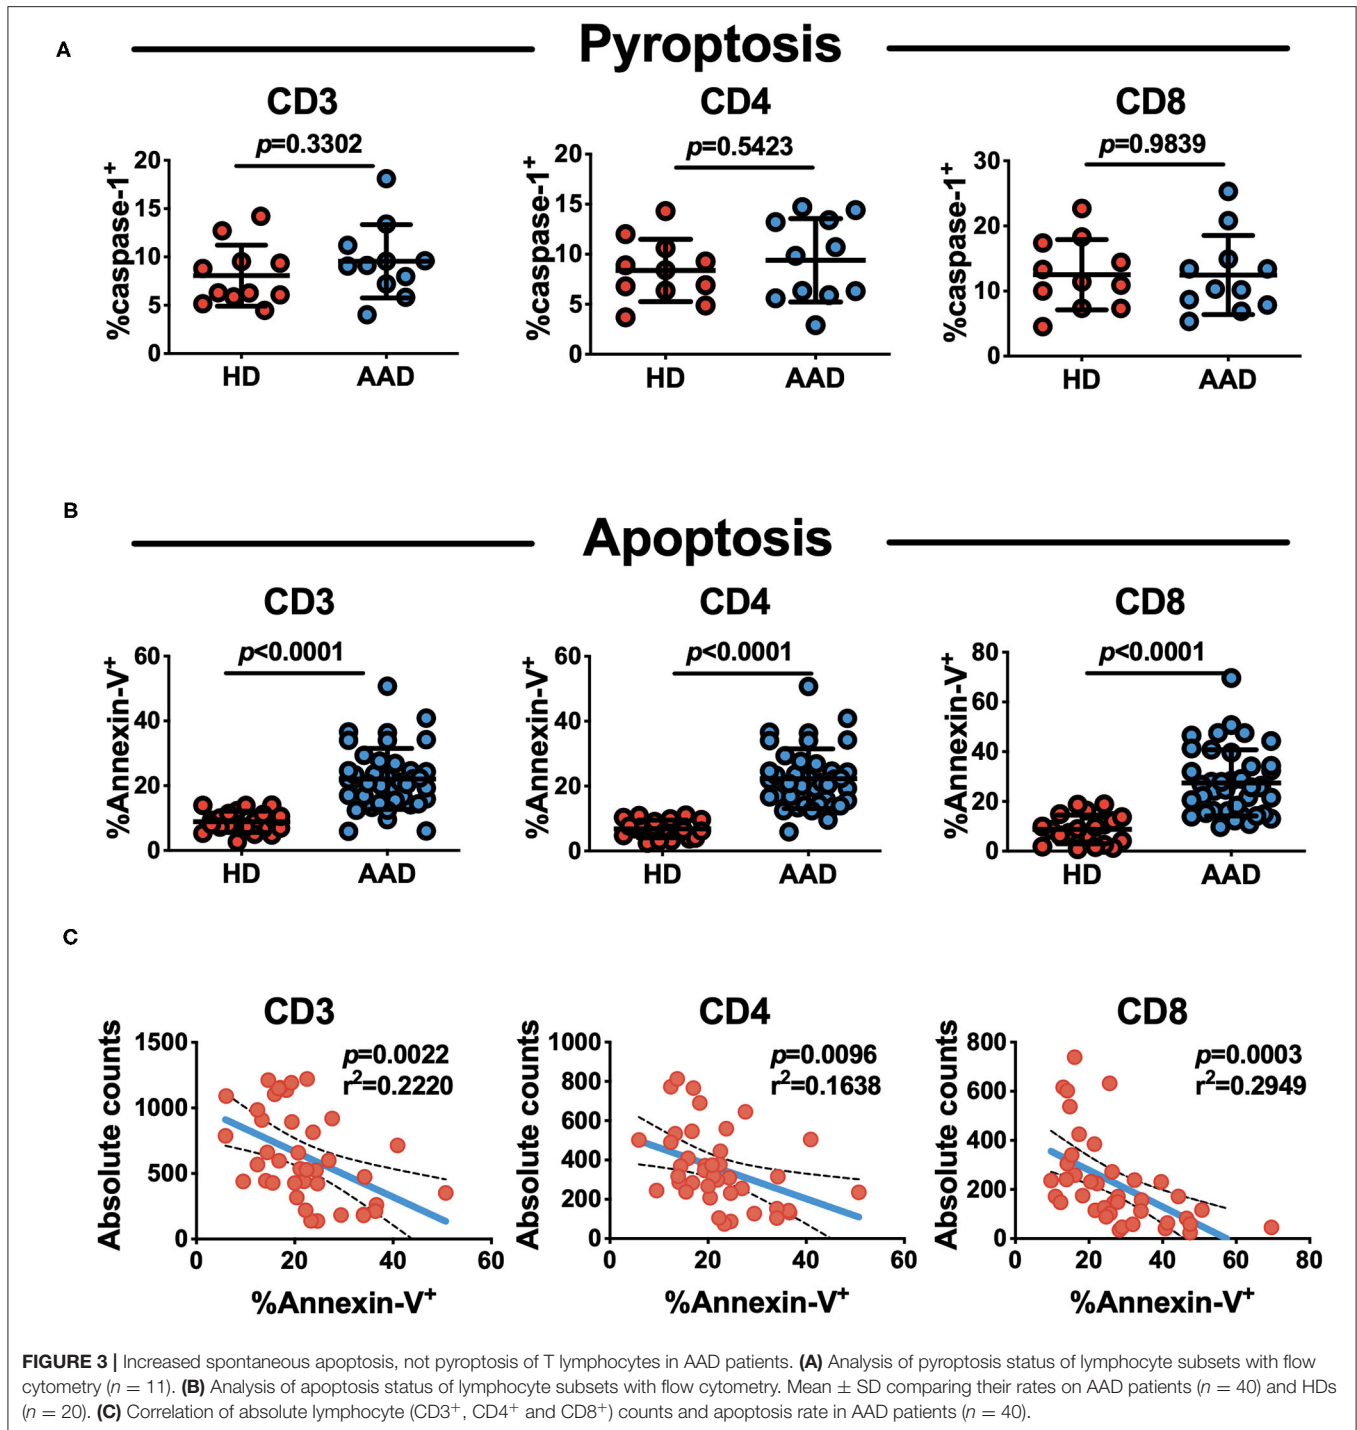 A
Pyroptosis
CD3
CD4
CD8
p=0.3302
p=0.5423
p=0.9839
%caspase-1+
20
15
10
5
0
HD
AAD
%caspase-1+
20
15
10
5
0
HD
AAD
%caspase-1+
30
20
10
0
HD
AAD
B
Apoptosis
CD3
CD4
CD8
p<0.0001
p<0.0001
p<0.0001
%Annexin-V+
60
40
20
0
HD
AAD
%Annexin-V+
60
40
20
0
HD
AAD
%Annexin-V+
80
60
40
20
0
HD
AAD
C
CD3
p=0.0022
r2=0.2220
Absolute counts
1500
1000
500
0
0
20
40
60
%Annexin-V+
CD4
p=0.0096
r2=0.1638
Absolute counts
1000
800
600
400
200
0
0
20
40
60
%Annexin-V+
CD8
p=0.0003
r2=0.2949
Absolute counts
800
600
400
200
0
0
20
40
60
80
%Annexin-V+
FIGURE 3 | Increased spontaneous apoptosis, not pyroptosis of T lymphocytes in AAD patients. (A) Analysis of pyroptosis status of lymphocyte subsets with flow
cytometry (n = 11). (B) Analysis of apoptosis status of lymphocyte subsets with flow cytometry. Mean ± SD comparing their rates on AAD patients (n = 40) and HDs
(n = 20). (C) Correlation of absolute lymphocyte (CD3+, CD4+ and CD8+) counts and apoptosis rate in AAD patients (n = 40).